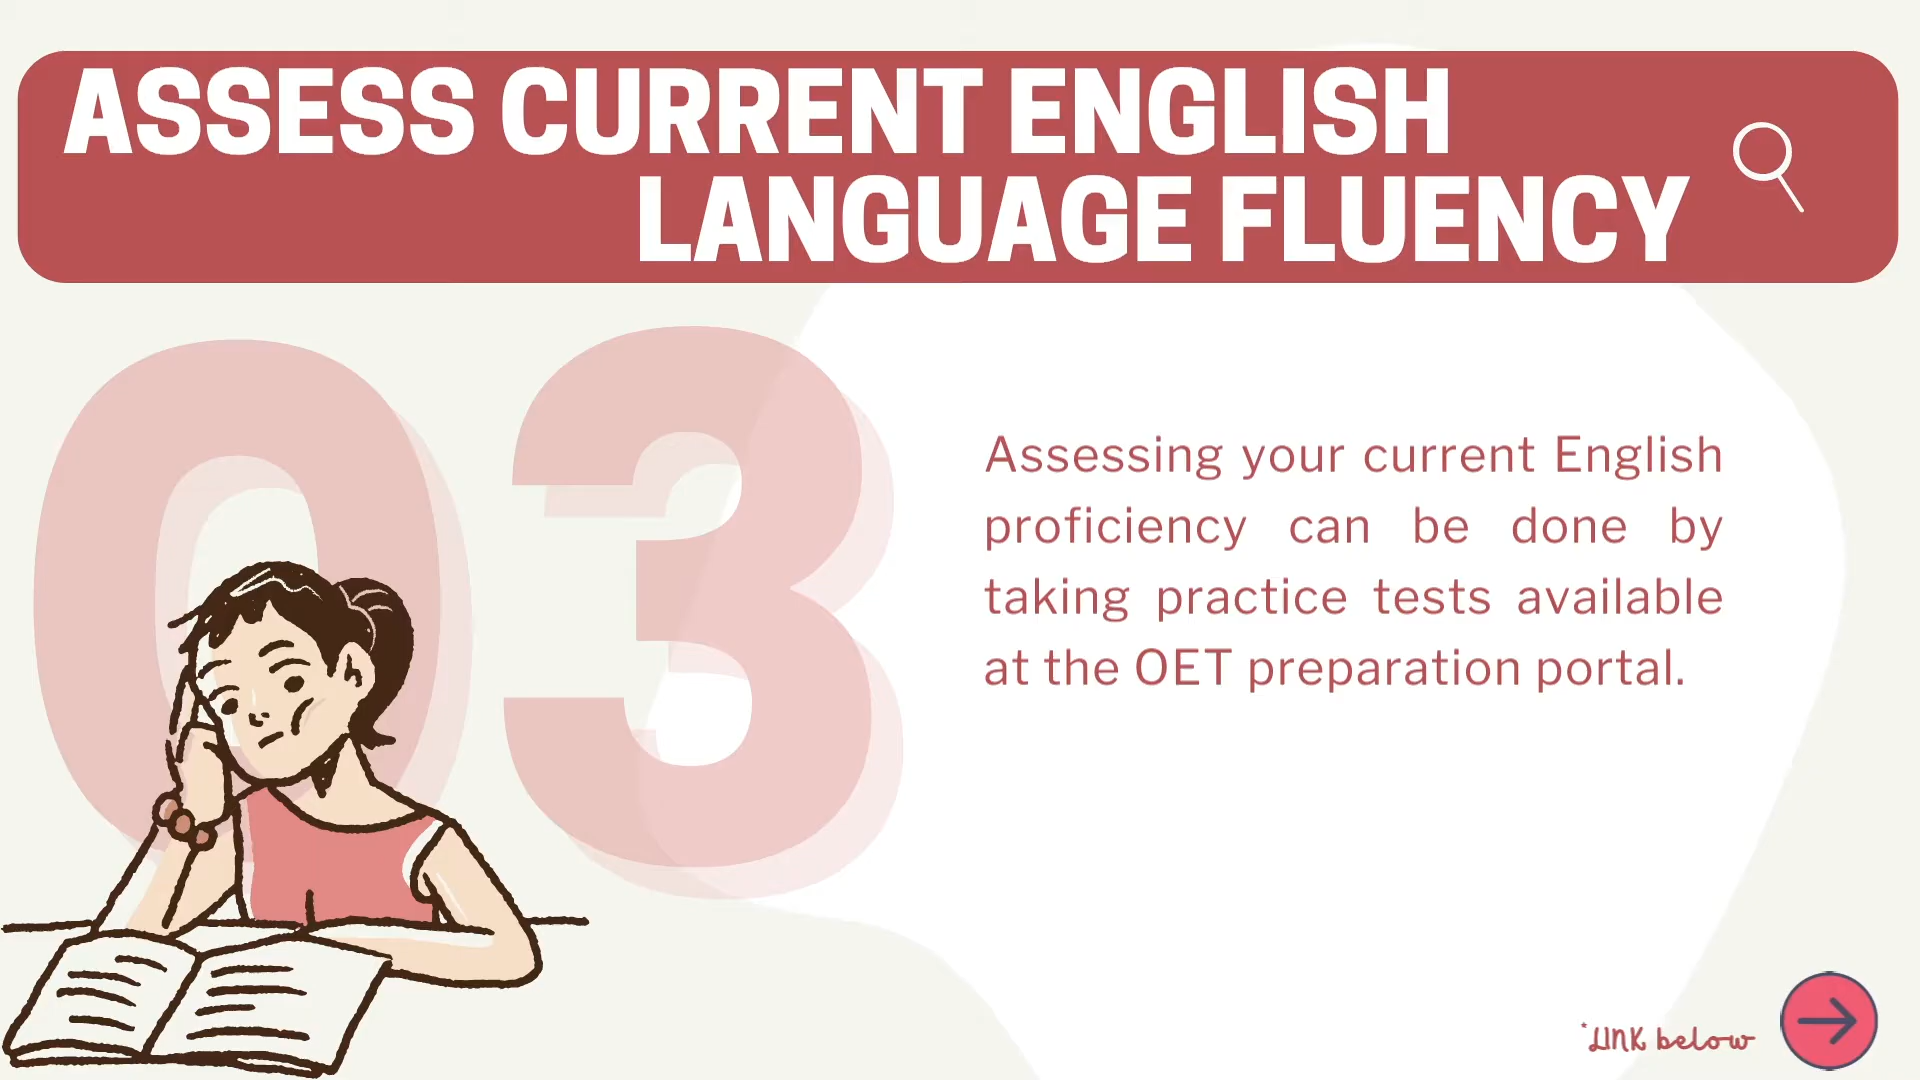 ASSESS CURRENT ENGLISH
LANGUAGE FLUENCY
03
Assessing your current English
proficiency can be done by
taking practice tests available
at the OET preparation portal.
*LINK below